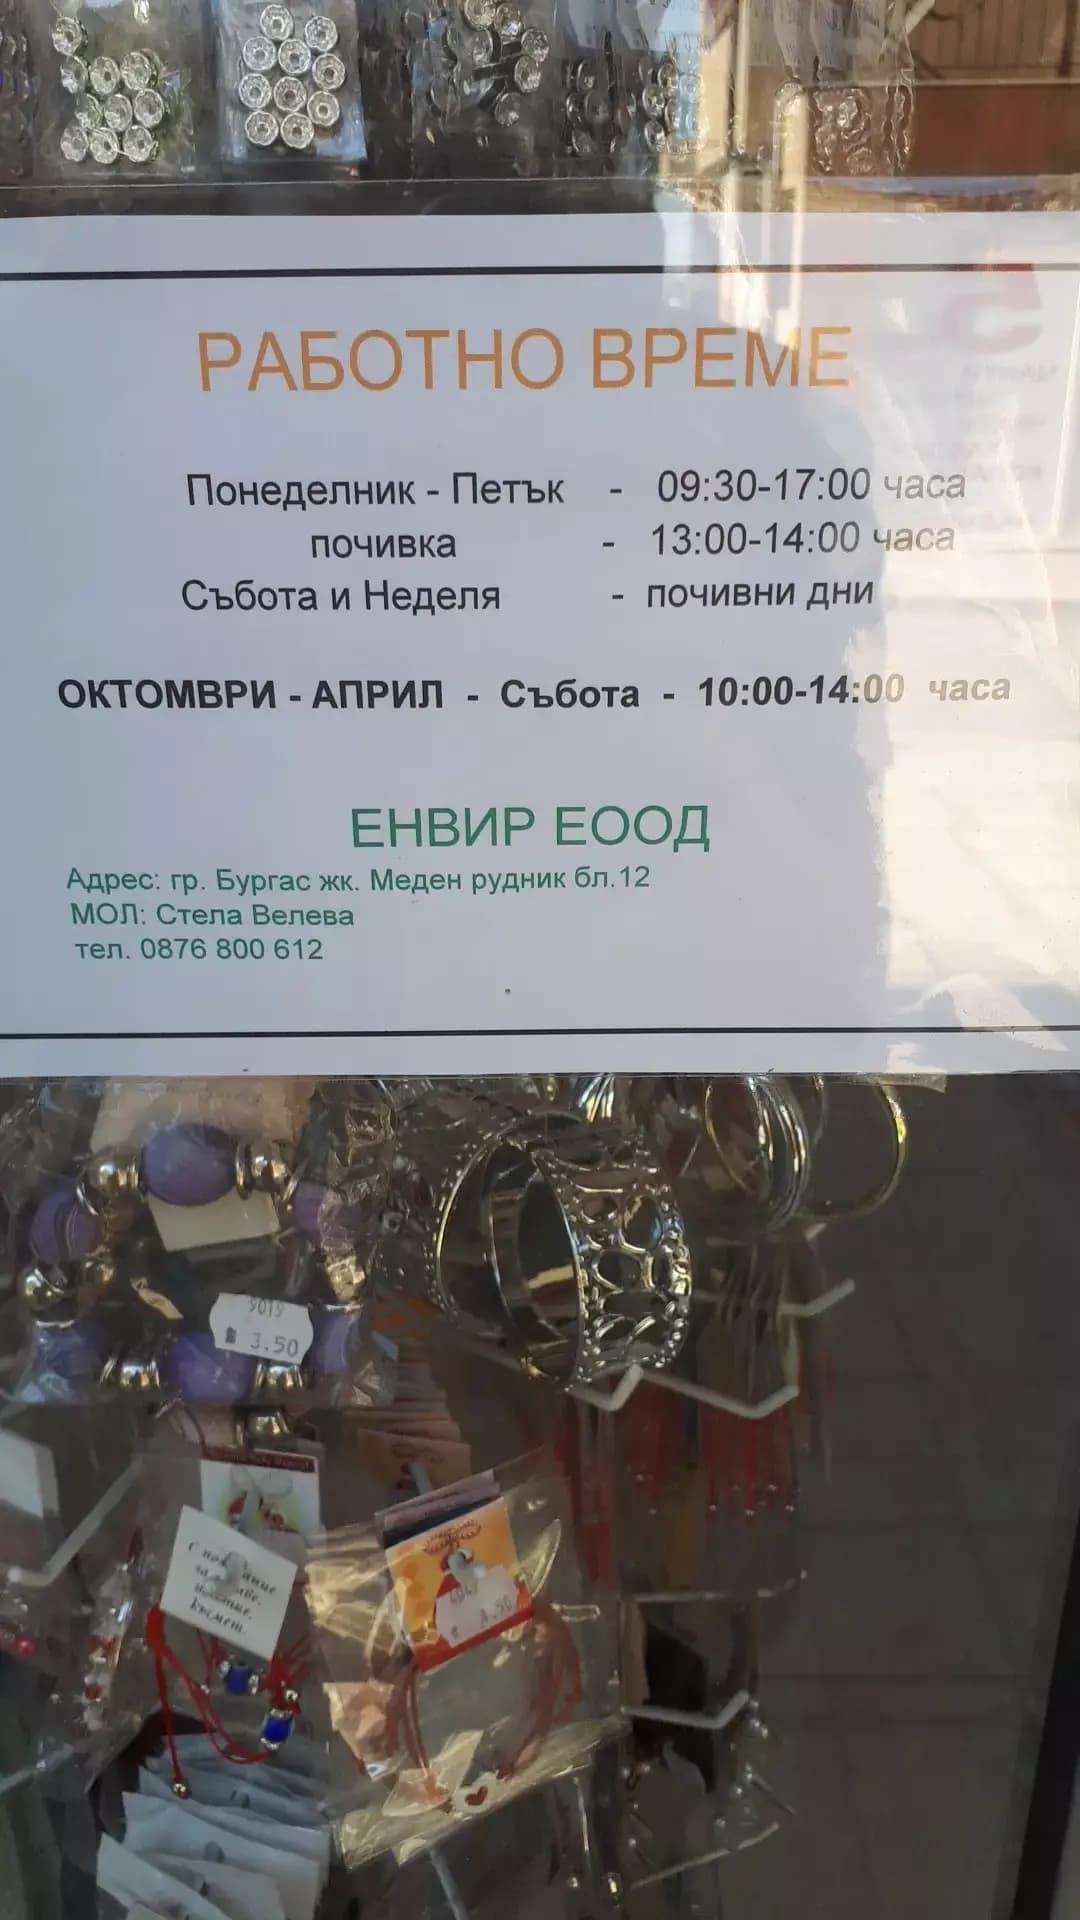 РАБОТНО ВРЕМЕ
Понеделник - Петък - 09:30-17:00 часа
почивка - 13:00-14:00 часа
Събота и Неделя - почивни дни
ОКТОМВРИ - АПРИЛ - Събота - 10:00-14:00 часа
ЕНВИР ЕООД
Адрес: гр. Бургас жк. Меден рудник бл.12
МОЛ: Стела Велева
тел. 0876 800 612
3.50